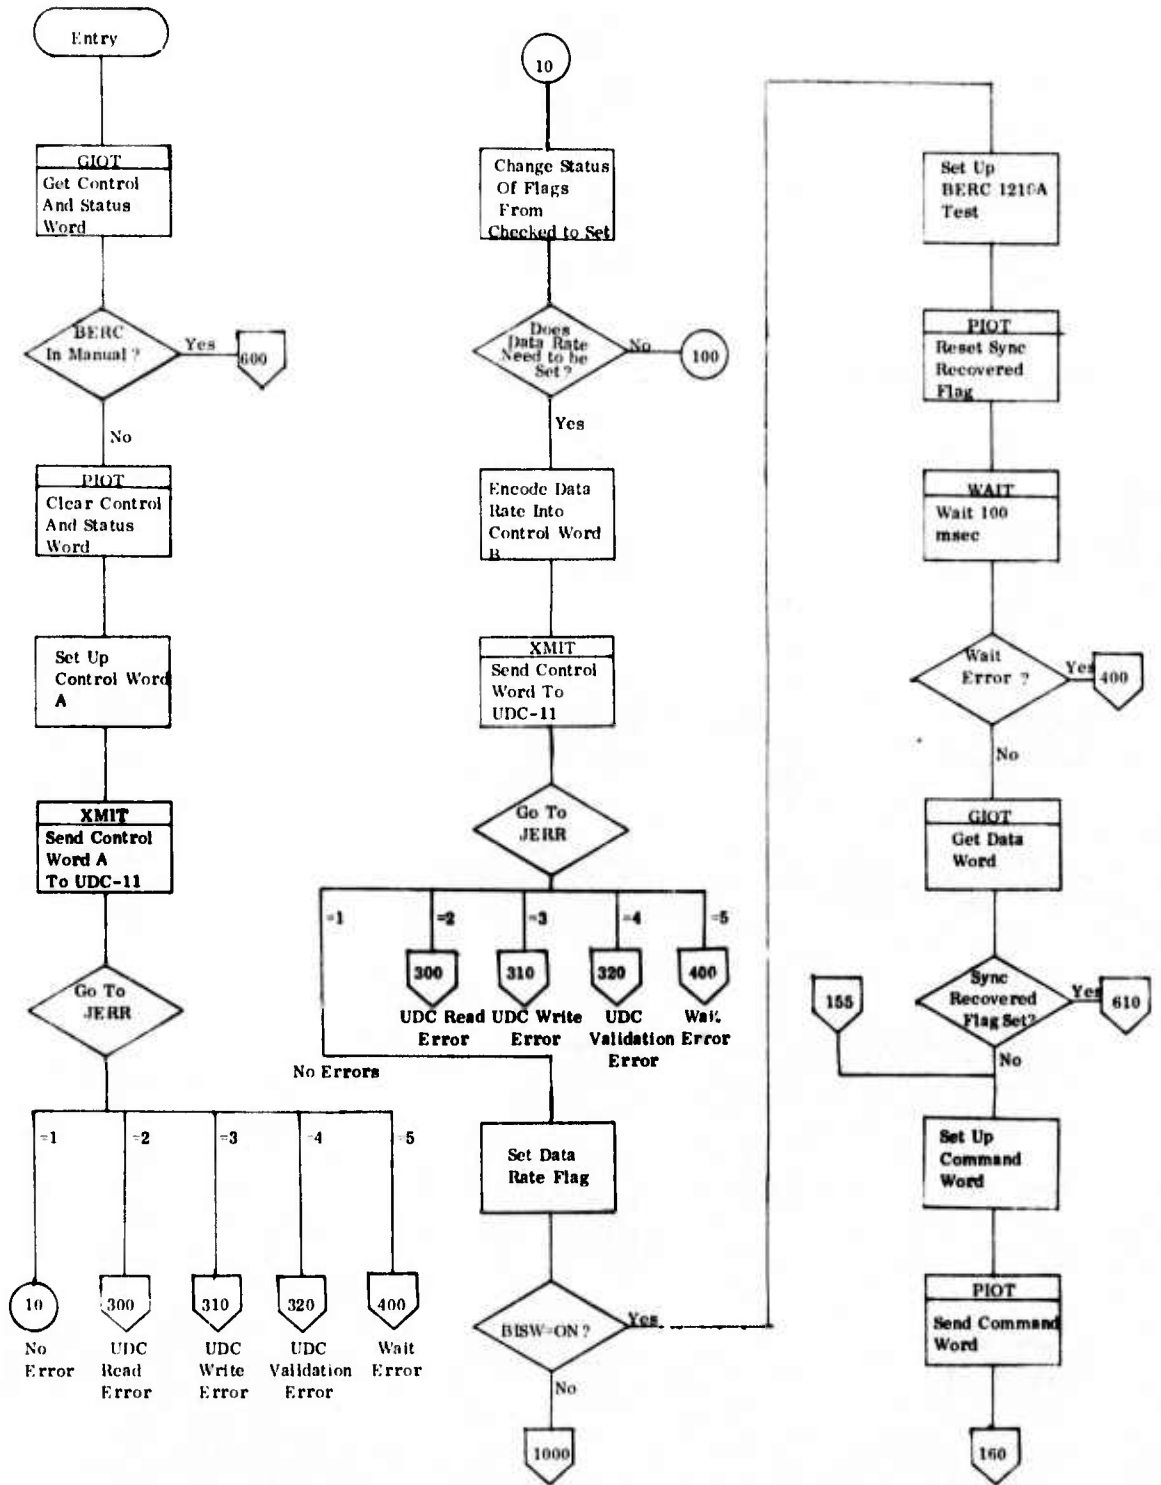 Entry
GIOT
Get Control
And Status
Word
BERC
In Manual ?
Yes
600
No
PIOT
Clear Control
And Status
Word
Set Up
Control Word
A
XMIT
Send Control
Word A
To UDC-11
Go To
JERR
=1
=2
=3
=4
=5
10
300
310
320
400
No
Error
UDC
Read
Error
UDC
Write
Error
UDC
Validation
Error
Wait
Error
10
Change Status
Of Flags
From
Checked to Set
Does
Data Rate
Need to be
Set ?
No
100
Yes
Encode Data
Rate Into
Control Word
B
XMIT
Send Control
Word To
UDC-11
Go To
JERR
=1
=2
=3
=4
=5
300
310
320
400
UDC Read
Error
UDC Write
Error
UDC
Validation
Error
Wait
Error
No Errors
Set Data
Rate Flag
BISW=ON ?
Yes
No
1000
Set Up
BERC 1210A
Test
PIOT
Reset Sync
Recovered
Flag
WAIT
Wait 100
msec
Wait
Error ?
Yes
400
No
GIOT
Get Data
Word
155
Sync
Recovered
Flag Set?
Yes
610
No
Set Up
Command
Word
PIOT
Send Command
Word
160